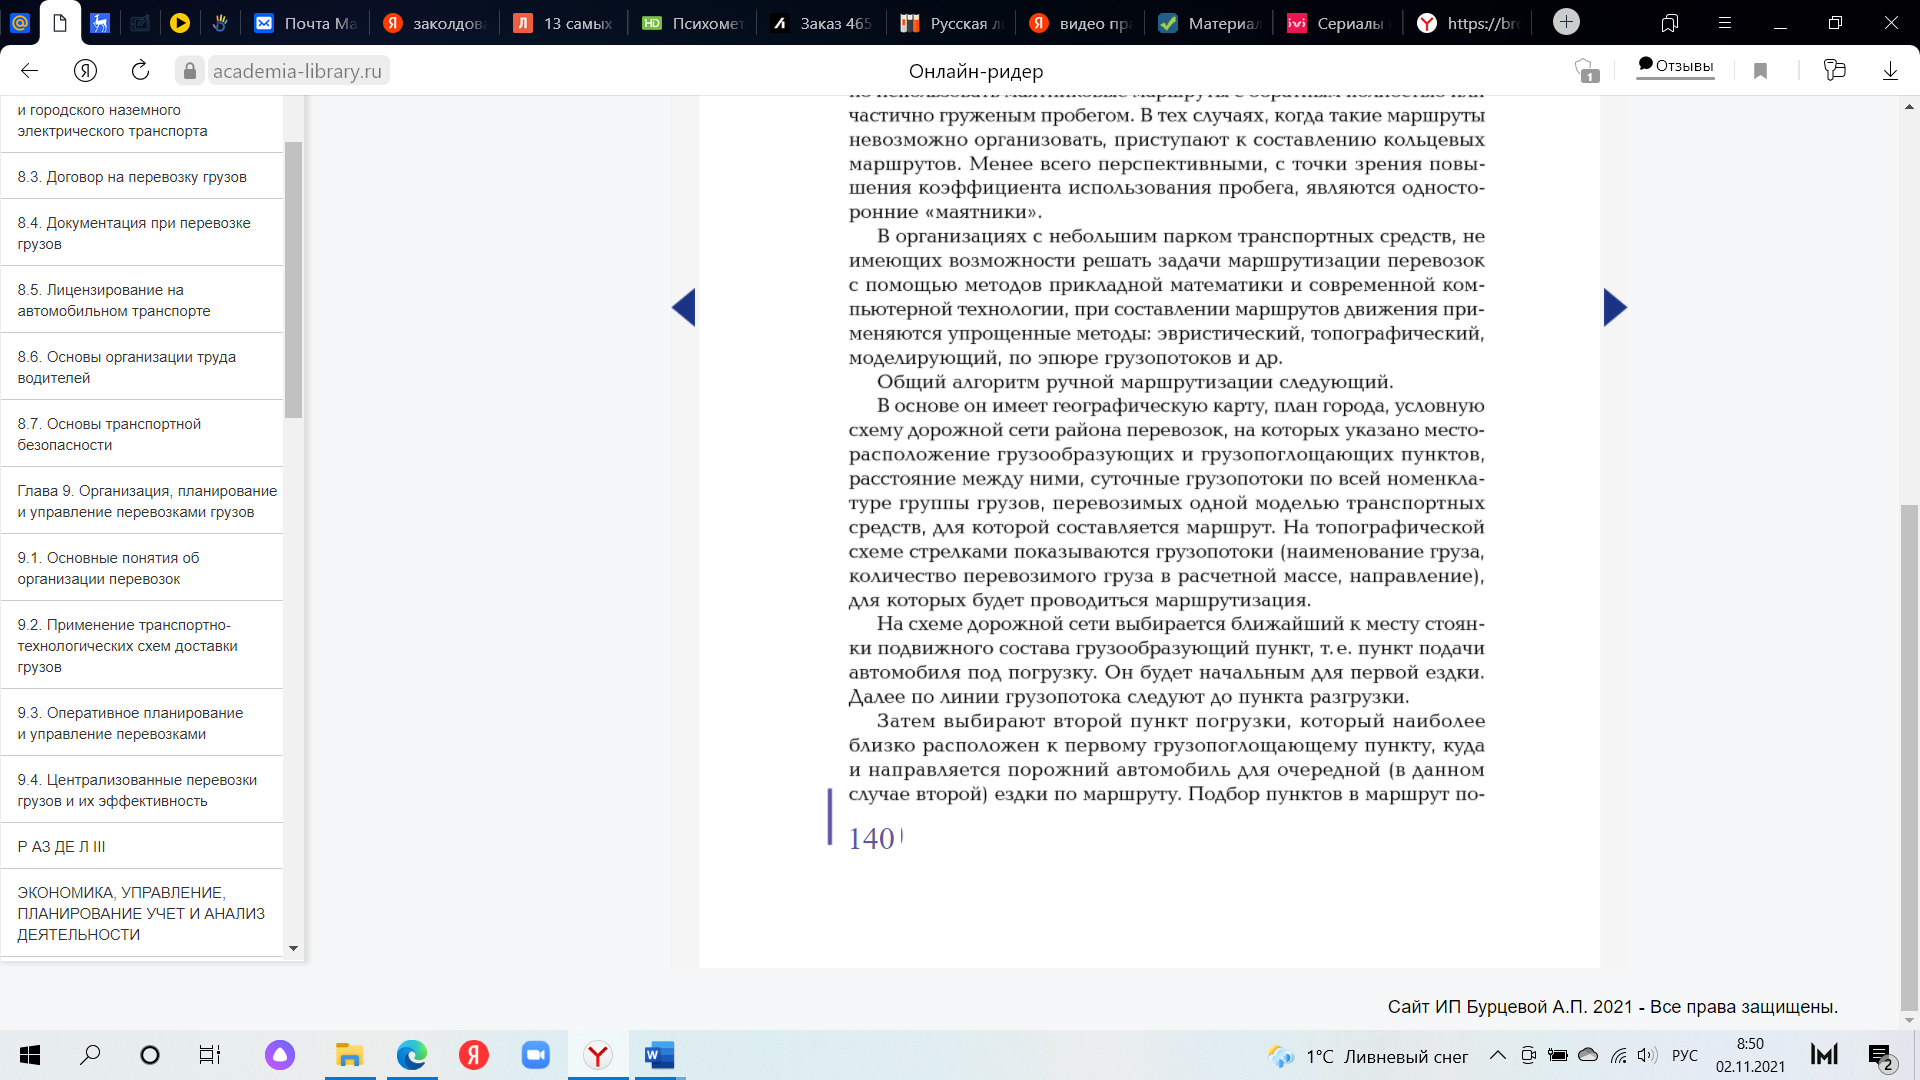 Почта Ma
заколдова
13 самых
Психомет
Заказ 465
Русская л
видео пра
Материал
Сериалы
https://bro
academia-library.ru
Онлайн-ридер
1
Отзывы
и городского наземного
электрического транспорта
8.3. Договор на перевозку грузов
8.4. Документация при перевозке
грузов
8.5. Лицензирование на
автомобильном транспорте
8.6. Основы организации труда
водителей
8.7. Основы транспортной
безопасности
Глава 9. Организация, планирование
и управление перевозками грузов
9.1. Основные понятия об
организации перевозок
9.2. Применение транспортно-
технологических схем доставки
грузов
9.3. Оперативное планирование
и управление перевозками
9.4. Централизованные перевозки
грузов и их эффективность
Р АЗ ДЕ Л III
ЭКОНОМИКА, УПРАВЛЕНИЕ,
ПЛАНИРОВАНИЕ УЧЕТ И АНАЛИЗ
ДЕЯТЕЛЬНОСТИ
частично груженым пробегом. В тех случаях, когда такие маршруты
невозможно организовать, приступают к составлению кольцевых
маршрутов. Менее всего перспективными, с точки зрения повы-
шения коэффициента использования пробега, являются односто-
ронние «маятники».
В организациях с небольшим парком транспортных средств, не
имеющих возможности решать задачи маршрутизации перевозок
с помощью методов прикладной математики и современной ком-
пьютерной технологии, при составлении маршрутов движения при-
меняются упрощенные методы: эвристический, топографический,
моделирующий, по эпюре грузопотоков и др.
Общий алгоритм ручной маршрутизации следующий.
В основе он имеет географическую карту, план города, условную
схему дорожной сети района перевозок, на которых указано место-
расположение грузообразующих и грузопоглощающих пунктов,
расстояние между ними, суточные грузопотоки по всей номенкла-
туре группы грузов, перевозимых одной моделью транспортных
средств, для которой составляется маршрут. На топографической
схеме стрелками показываются грузопотоки (наименование груза,
количество перевозимого груза в расчетной массе, направление),
для которых будет проводиться маршрутизация.
На схеме дорожной сети выбирается ближайший к месту стоян-
ки подвижного состава грузообразующий пункт, т. е. пункт подачи
автомобиля под погрузку. Он будет начальным для первой ездки.
Далее по линии грузопотока следуют до пункта разгрузки.
Затем выбирают второй пункт погрузки, который наиболее
близко расположен к первому грузопоглощающему пункту, куда
и направляется порожний автомобиль для очередной (в данном
случае второй) ездки по маршруту. Подбор пунктов в маршрут по-
140
Сайт ИП Бурцевой А.П. 2021 - Все права защищены.
1°C Ливневый снег
РУС
8:50
02.11.2021
2